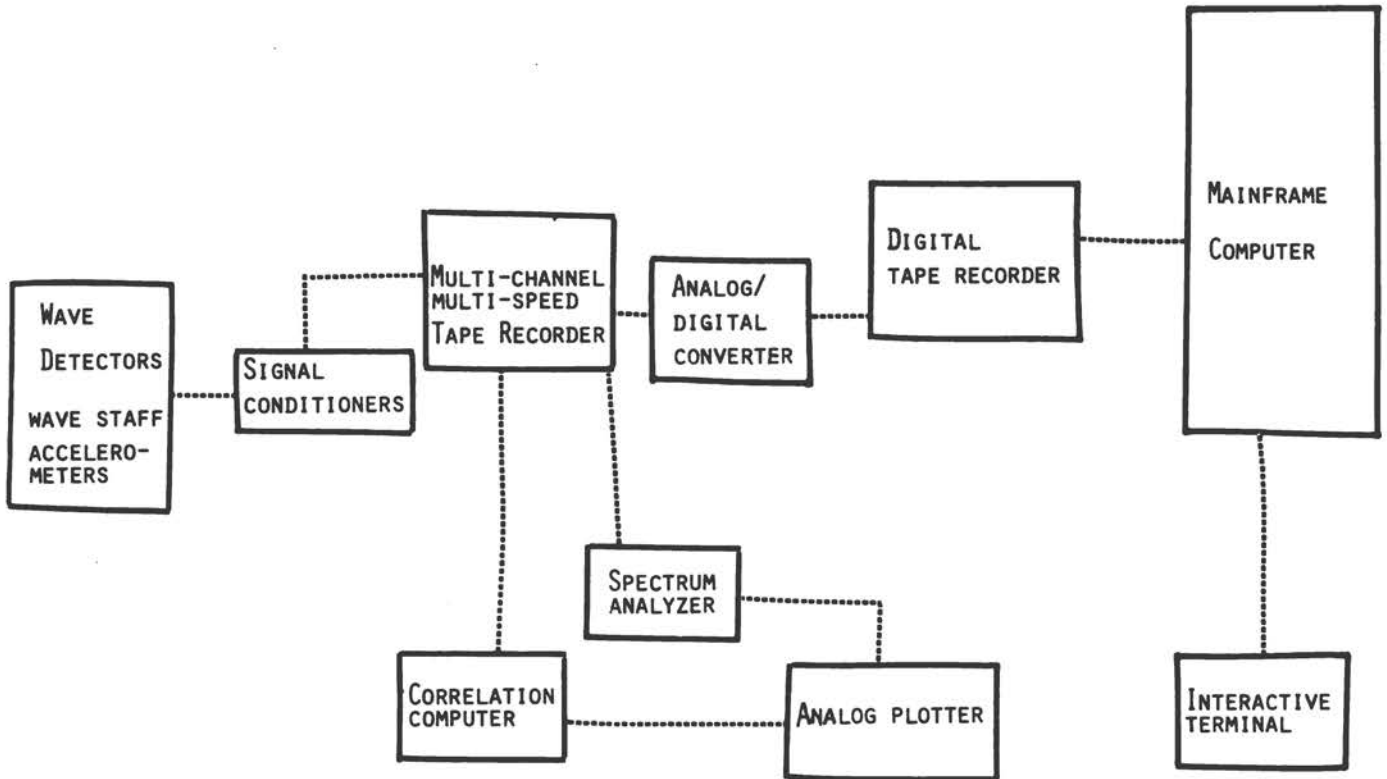 Wave
Detectors
wave staff
accelero-
meters
Signal
conditioners
Multi-channel
multi-speed
Tape Recorder
Analog/
digital
converter
Digital
tape recorder
Mainframe
Computer
Spectrum
analyzer
Correlation
computer
Analog plotter
Interactive
terminal